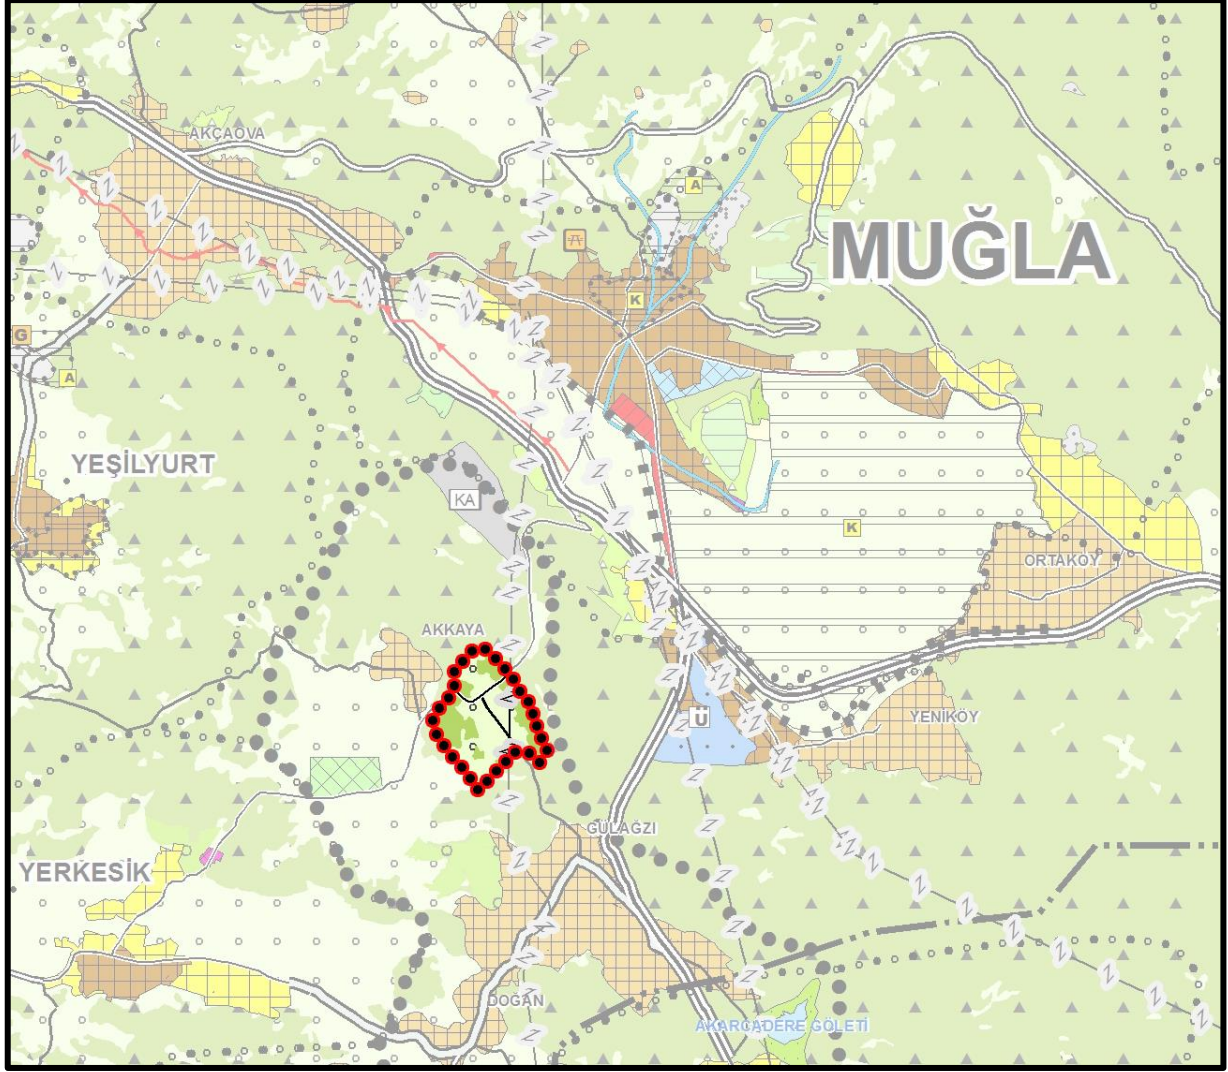 AKÇAOVA
A
MUĞLA
K
G
A
YEŞİLYURT
KA
K
ORTAKÖY
AKKAYA
Ü
YENİKÖY
GÜLAĞZI
YERKESİK
DOĞAN
AKARCADERE GÖLETİ